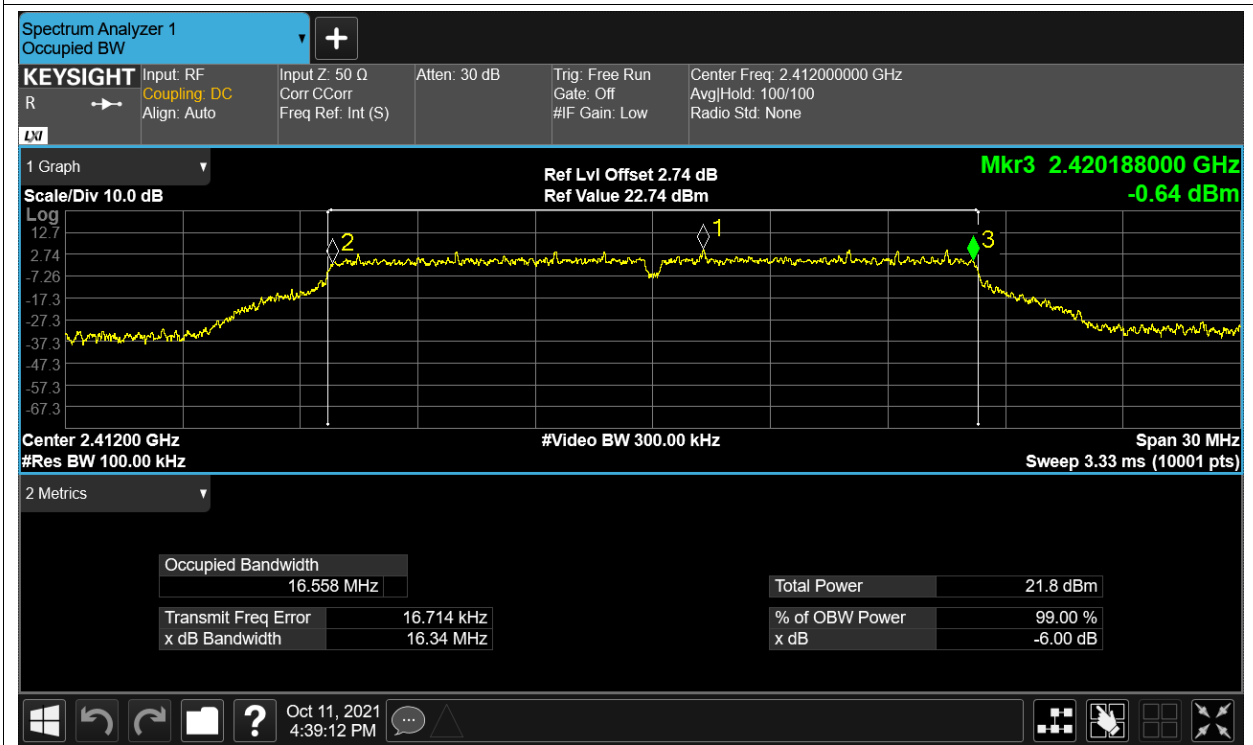 Spectrum Analyzer 1
Occupied BW
KEYSIGHT
R
LXI
Input: RF
Coupling: DC
Align: Auto
Input Z: 50 Ω
Corr CCorr
Freq Ref: Int (S)
Atten: 30 dB
Trig: Free Run
Gate: Off
#IF Gain: Low
Center Freq: 2.412000000 GHz
Avg|Hold: 100/100
Radio Std: None
1 Graph
Scale/Div 10.0 dB
Ref Lvl Offset 2.74 dB
Ref Value 22.74 dBm
Mkr3 2.420188000 GHz
-0.64 dBm
Log
12.7
2.74
-7.26
-17.3
-27.3
-37.3
-47.3
-57.3
-67.3
2
1
3
Center 2.41200 GHz
#Res BW 100.00 kHz
#Video BW 300.00 kHz
Span 30 MHz
Sweep 3.33 ms (10001 pts)
2 Metrics
Occupied Bandwidth
16.558 MHz
Transmit Freq Error 16.714 kHz
x dB Bandwidth 16.34 MHz
Total Power 21.8 dBm
% of OBW Power 99.00 %
x dB -6.00 dB
?
Oct 11, 2021
4:39:12 PM